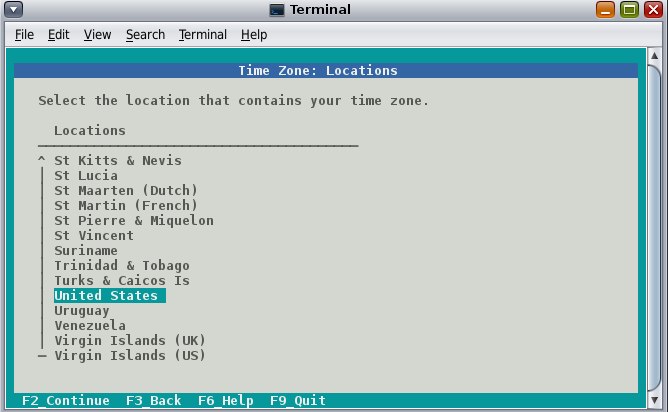 Terminal
File Edit View Search Terminal Help
Time Zone: Locations
Select the location that contains your time zone.
Locations
^ St Kitts & Nevis
St Lucia
St Maarten (Dutch)
St Martin (French)
St Pierre & Miquelon
St Vincent
Suriname
Trinidad & Tobago
Turks & Caicos Is
United States
Uruguay
Venezuela
Virgin Islands (UK)
Virgin Islands (US)
F2_Continue F3_Back F6_Help F9_Quit